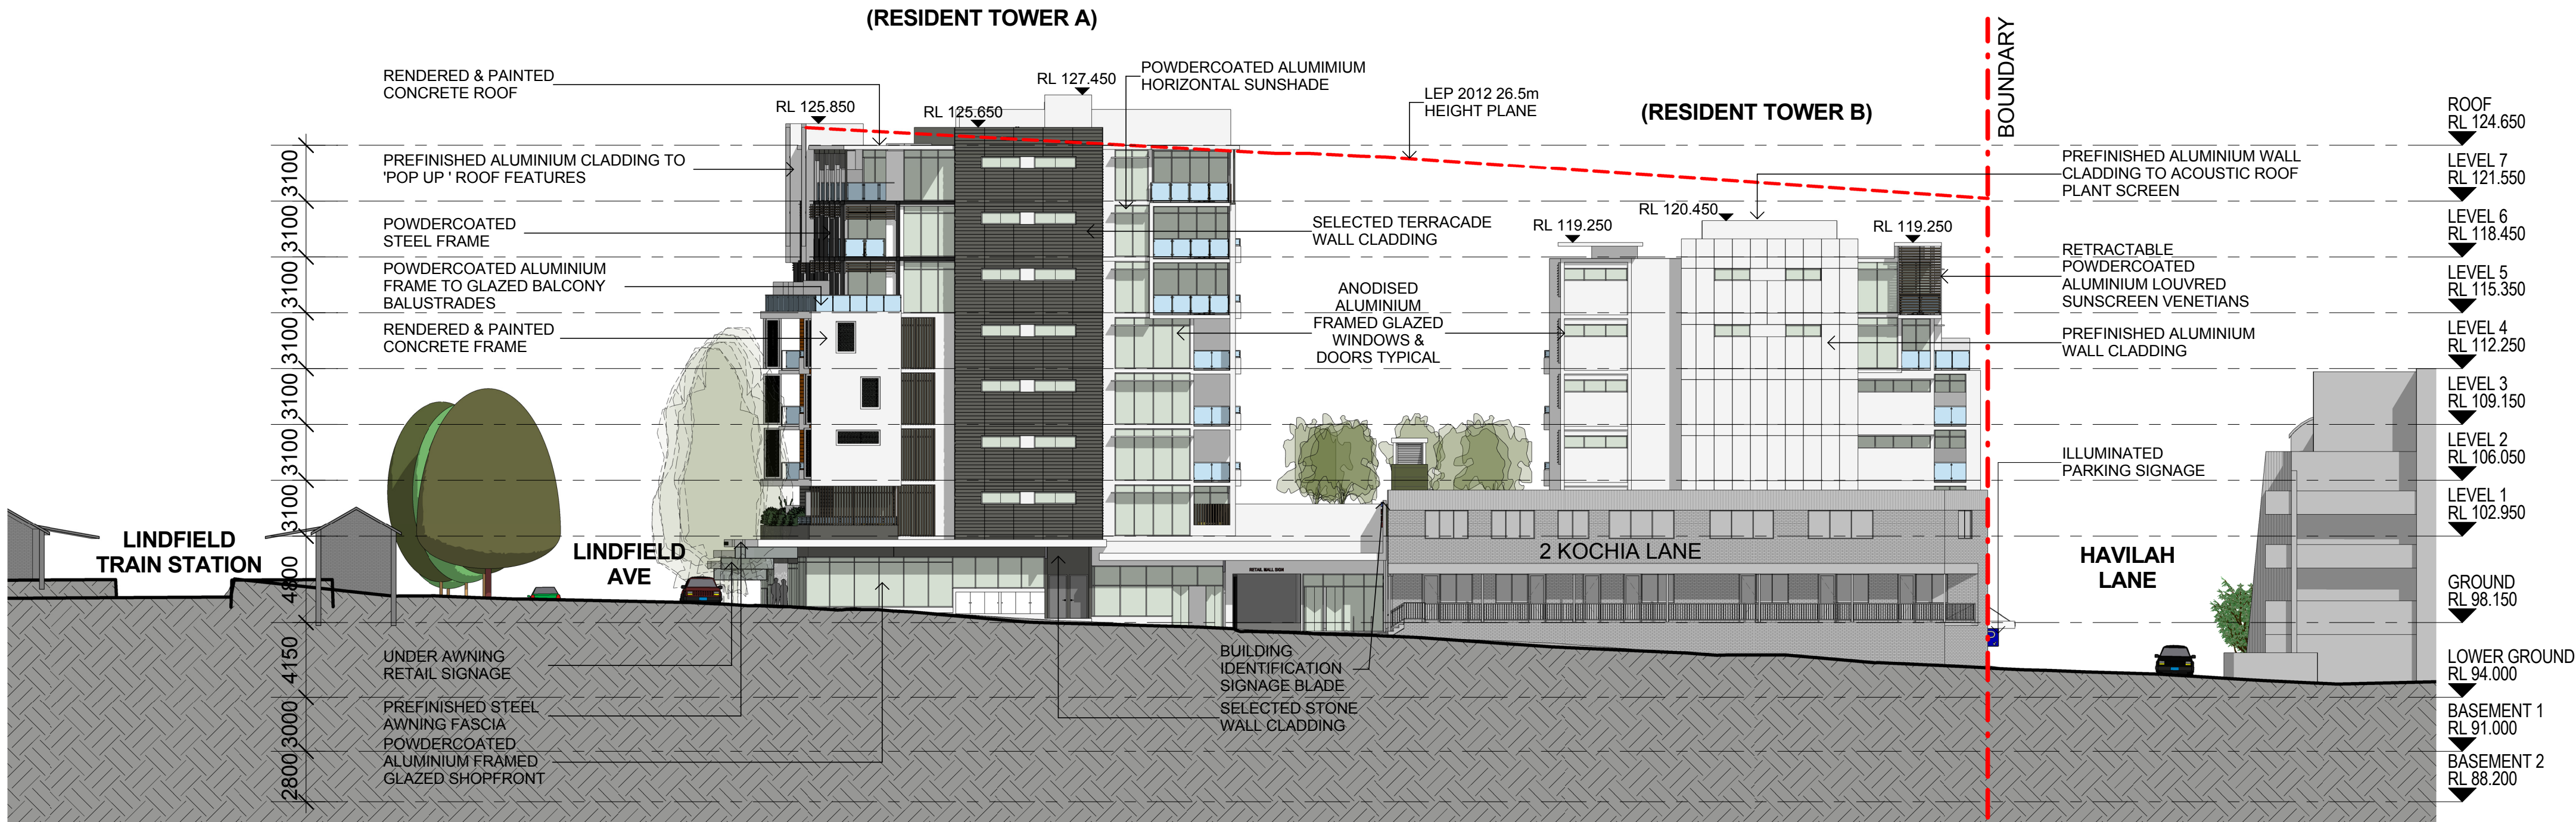 (RESIDENT TOWER A)
RENDERED & PAINTED
CONCRETE ROOF
RL 125.850
RL 125.650
RL 127.450
POWDERCOATED ALUMIMIUM
HORIZONTAL SUNSHADE
LEP 2012 26.5m
HEIGHT PLANE
(RESIDENT TOWER B)
BOUNDARY
PREFINISHED ALUMINIUM CLADDING TO
'POP UP ' ROOF FEATURES
POWDERCOATED
STEEL FRAME
POWDERCOATED ALUMINIUM
FRAME TO GLAZED BALCONY
BALUSTRADES
RENDERED & PAINTED
CONCRETE FRAME
SELECTED TERRACADE
WALL CLADDING
ANODISED
ALUMINIUM
FRAMED GLAZED
WINDOWS &
DOORS TYPICAL
RL 119.250
RL 120.450
RL 119.250
PREFINISHED ALUMINIUM WALL
CLADDING TO ACOUSTIC ROOF
PLANT SCREEN
RETRACTABLE
POWDERCOATED
ALUMINIUM LOUVRED
SUNSCREEN VENETIANS
PREFINISHED ALUMINIUM
WALL CLADDING
ILLUMINATED
PARKING SIGNAGE
3100
3100
3100
3100
3100
3100
3100
4800
4150
3000
2800
LINDFIELD
TRAIN STATION
LINDFIELD
AVE
RETAIL MALL SIGN
2 KOCHIA LANE
HAVILAH
LANE
UNDER AWNING
RETAIL SIGNAGE
PREFINISHED STEEL
AWNING FASCIA
POWDERCOATED
ALUMINIUM FRAMED
GLAZED SHOPFRONT
BUILDING
IDENTIFICATION
SIGNAGE BLADE
SELECTED STONE
WALL CLADDING
ROOF
RL 124.650
LEVEL 7
RL 121.550
LEVEL 6
RL 118.450
LEVEL 5
RL 115.350
LEVEL 4
RL 112.250
LEVEL 3
RL 109.150
LEVEL 2
RL 106.050
LEVEL 1
RL 102.950
GROUND
RL 98.150
LOWER GROUND
RL 94.000
BASEMENT 1
RL 91.000
BASEMENT 2
RL 88.200